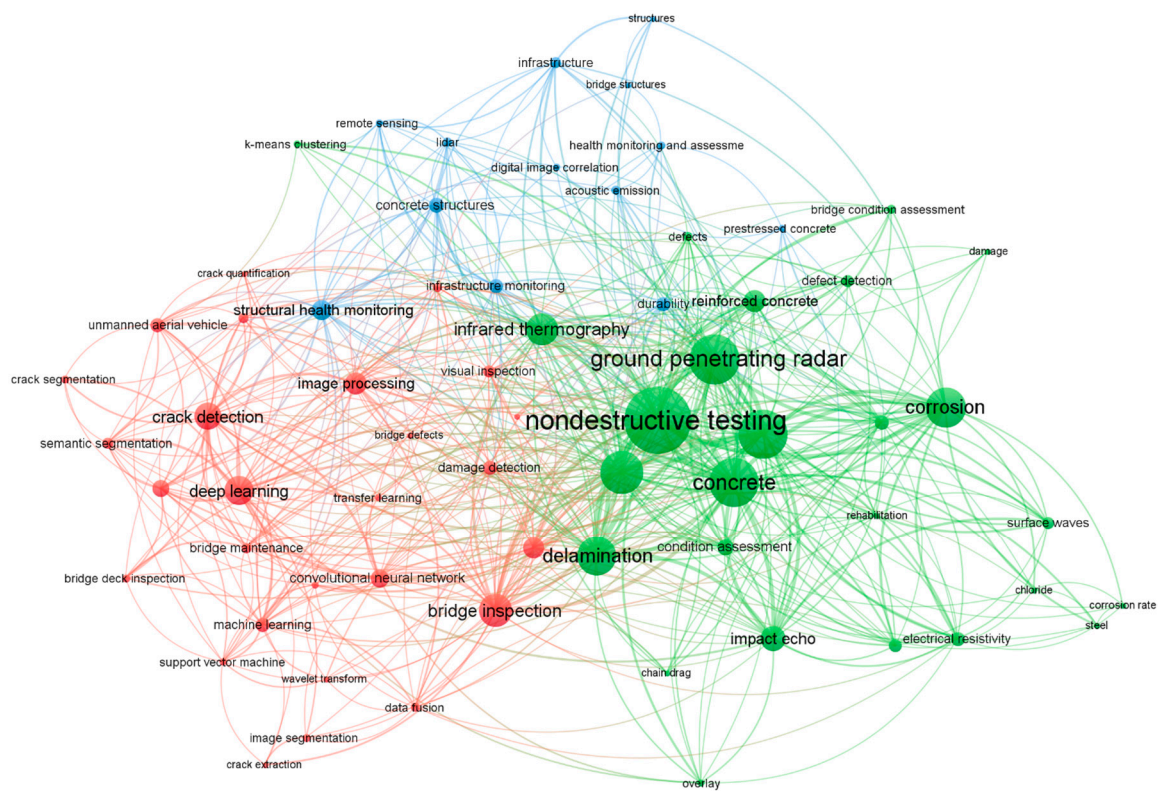 structures
infrastructure
bridge structures
remote sensing
k-means clustering
lidar
health monitoring and assessme
digital image correlation
acoustic emission
concrete structures
bridge condition assessment
prestressed concrete
defects
damage
crack quantification
infrastructure monitoring
defect detection
durability
reinforced concrete
structural health monitoring
unmanned aerial vehicle
infrared thermography
ground penetrating radar
visual inspection
crack segmentation
image processing
corrosion
crack detection
nondestructive testing
bridge defects
semantic segmentation
damage detection
concrete
deep learning
transfer learning
rehabilitation
surface waves
bridge maintenance
delamination
condition assessment
bridge deck inspection
convolutional neural network
chloride
corrosion rate
bridge inspection
machine learning
steel
impact echo
electrical resistivity
support vector machine
chain drag
wavelet transform
data fusion
image segmentation
crack extraction
overlay